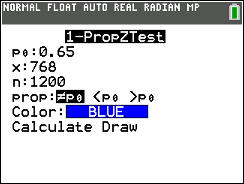 NORMAL FLOAT AUTO REAL RADIAN MP
1-PropZTest
p₀:0.65
x:768
n:1200
prop:≠p₀ <p₀ >p₀
Color: BLUE
Calculate Draw